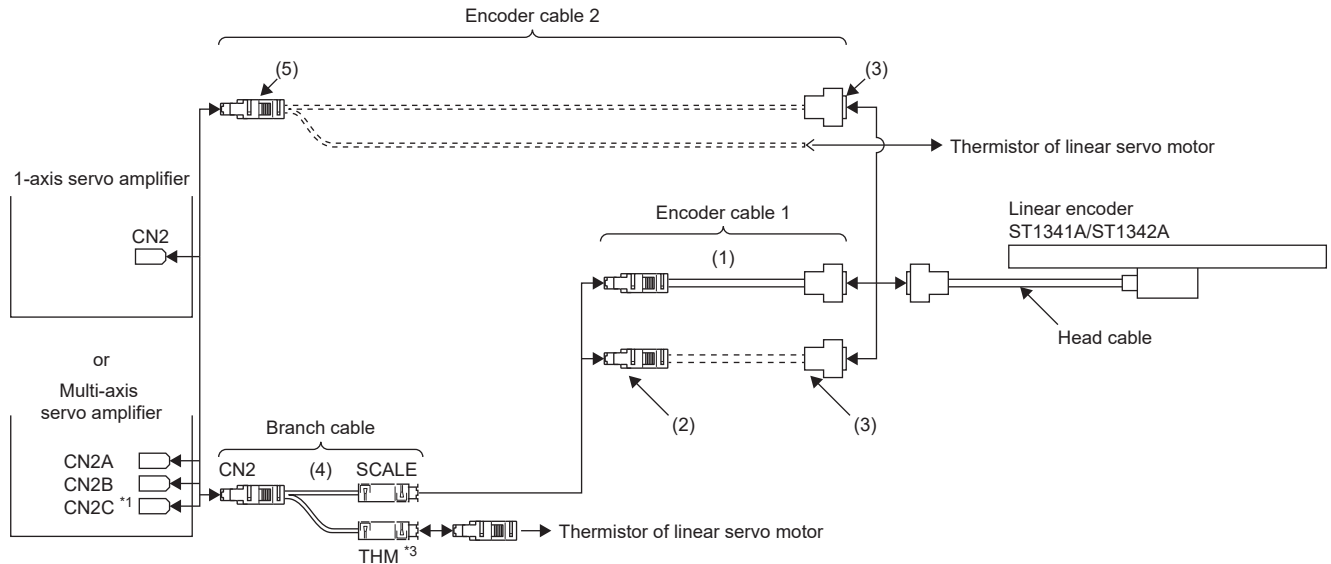 Encoder cable 2
(5)
(3)
Thermistor of linear servo motor
1-axis servo amplifier
CN2
Encoder cable 1
(1)
Linear encoder
ST1341A/ST1342A
Head cable
or
Multi-axis
servo amplifier
(2)
(3)
Branch cable
CN2
(4)
SCALE
CN2A
CN2B
CN2C *1
Thermistor of linear servo motor
THM *3